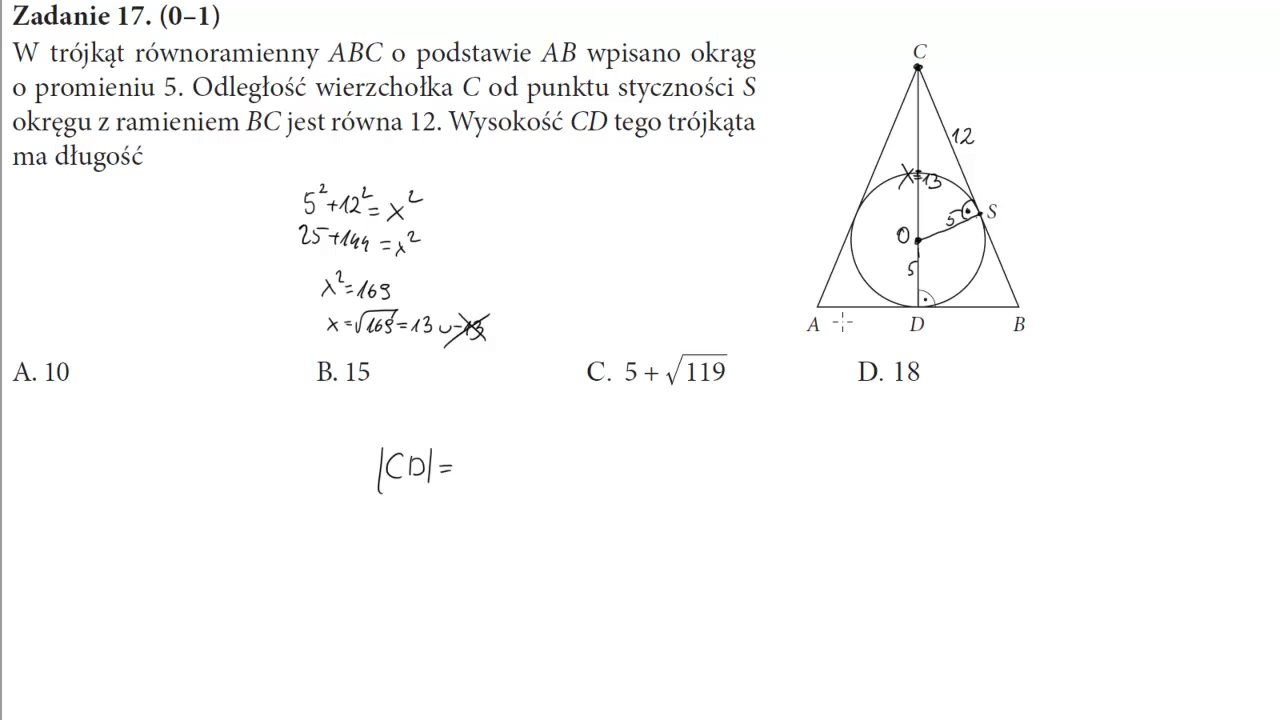 Zadanie 17. (0–1)
W trójkąt równoramienny ABC o podstawie AB wpisano okrąg
o promieniu 5. Odległość wierzchołka C od punktu styczności S
okręgu z ramieniem BC jest równa 12. Wysokość CD tego trójkąta
ma długość
5² + 12² = x²
25 + 144 = x²
x² = 169
x = √169 = 13 ∪ -13
A. 10
B. 15
C. 5 + √119
D. 18
|CD| =
C
12
x=13
S
5
O
5
A
D
B